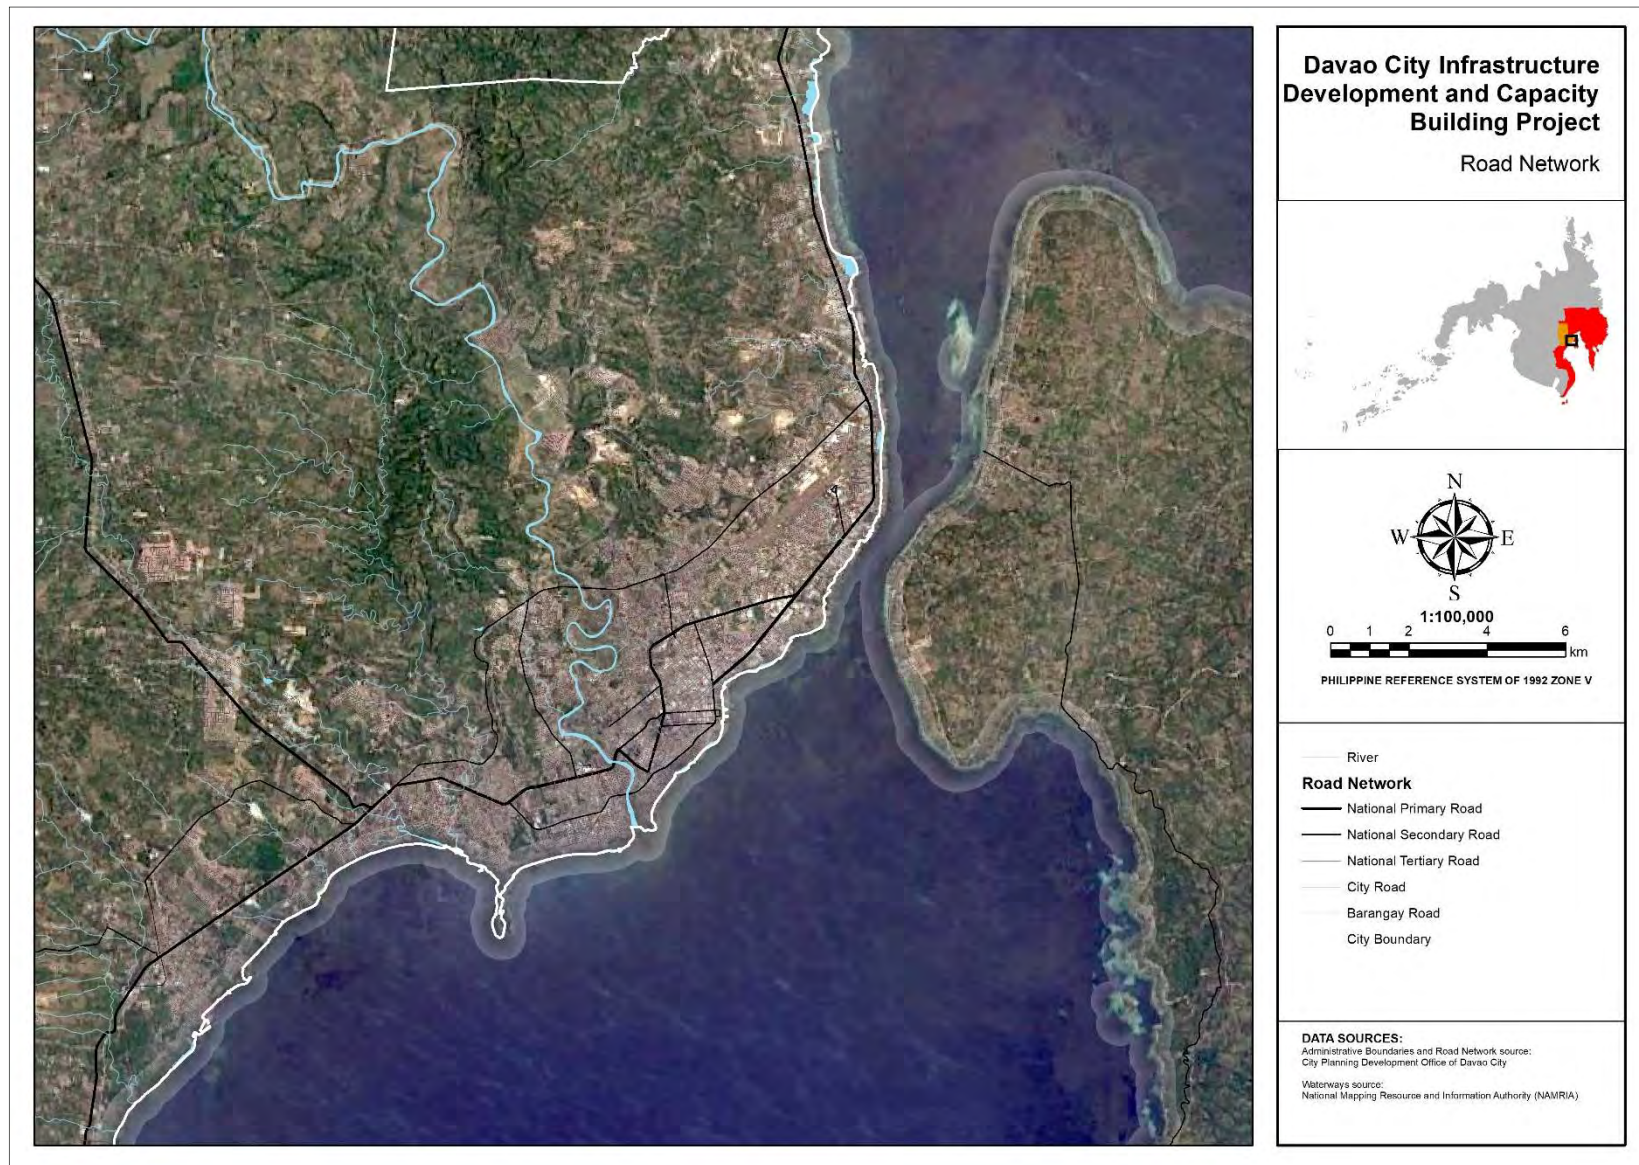 Davao City Infrastructure
Development and Capacity
Building Project
Road Network
N
W
E
S
1:100,000
0 1 2 4 6
km
PHILIPPINE REFERENCE SYSTEM OF 1992 ZONE V
River
Road Network
National Primary Road
National Secondary Road
National Tertiary Road
City Road
Barangay Road
City Boundary
DATA SOURCES:
Administrative Boundaries and Road Network source:
City Planning Development Office of Davao City
Waterways source:
National Mapping Resource and Information Authority (NAMRIA)